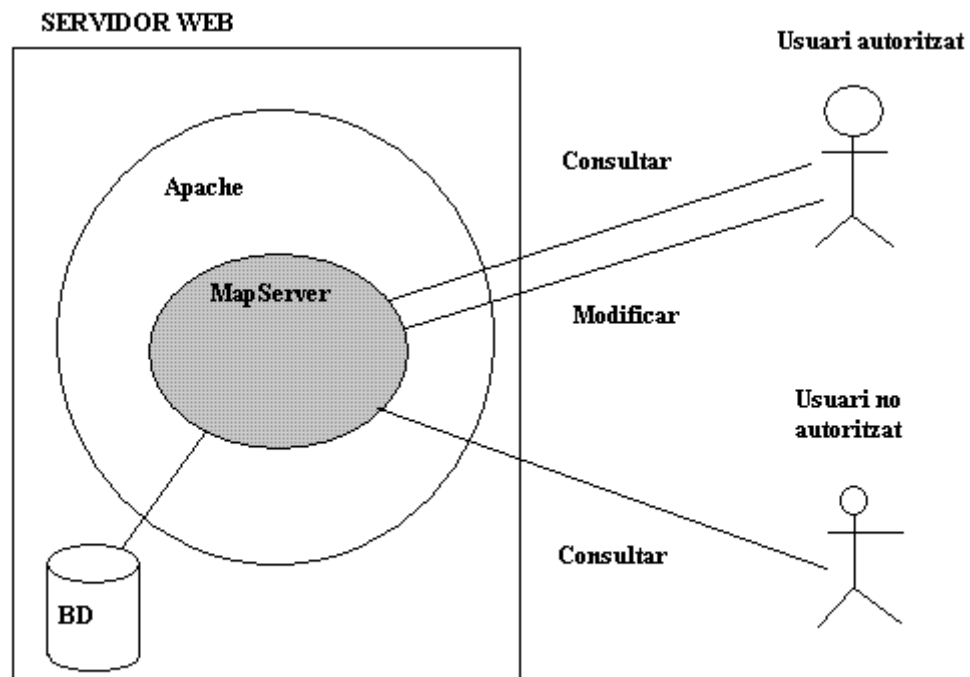 SERVIDOR WEB
Usuari autoritzat
Consultar
Apache
MapServer
Modificar
Usuari no
autoritzat
Consultar
BD